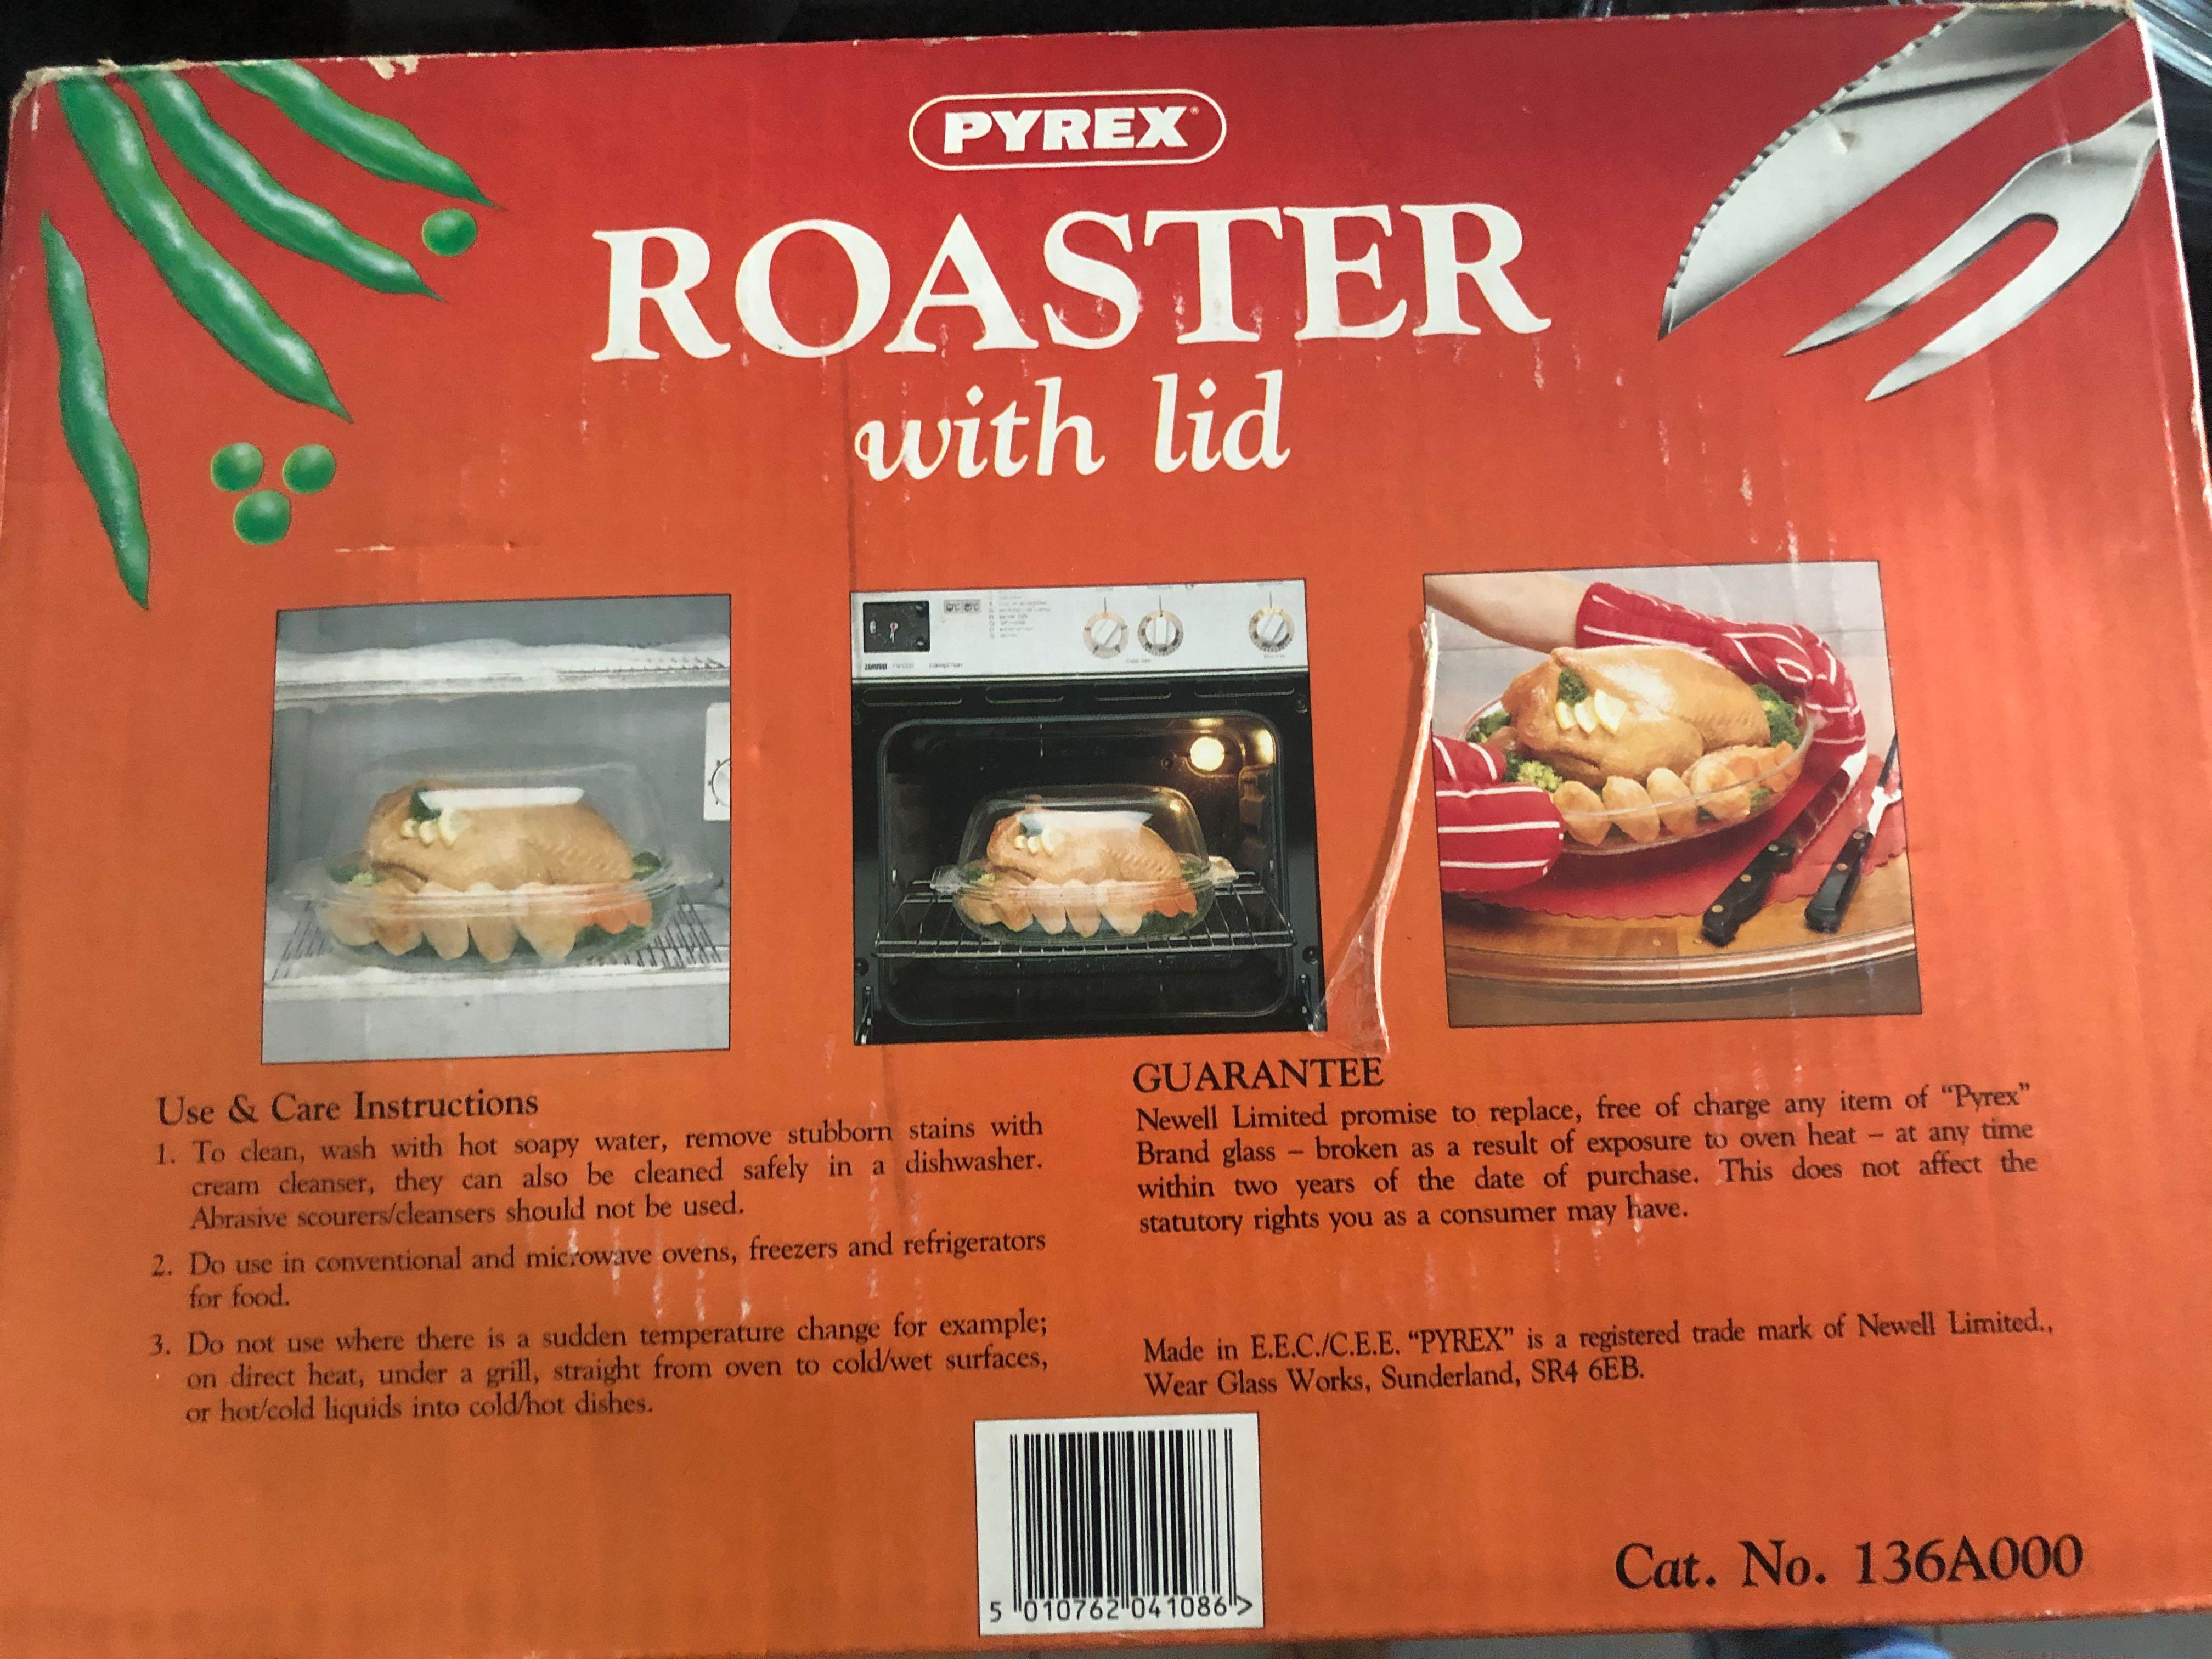 PYREX®
ROASTER
with lid
Use & Care Instructions
1. To clean, wash with hot soapy water, remove stubborn stains with
cream cleanser, they can also be cleaned safely in a dishwasher.
Abrasive scourers/cleansers should not be used.
2. Do use in conventional and microwave ovens, freezers and refrigerators
for food.
3. Do not use where there is a sudden temperature change for example;
on direct heat, under a grill, straight from oven to cold/wet surfaces,
or hot/cold liquids into cold/hot dishes.
GUARANTEE
Newell Limited promise to replace, free of charge any item of “Pyrex”
Brand glass – broken as a result of exposure to oven heat – at any time
within two years of the date of purchase. This does not affect the
statutory rights you as a consumer may have.
Made in E.E.C./C.E.E. “PYREX” is a registered trade mark of Newell Limited.,
Wear Glass Works, Sunderland, SR4 6EB.
5 010762 041086 >
Cat. No. 136A000